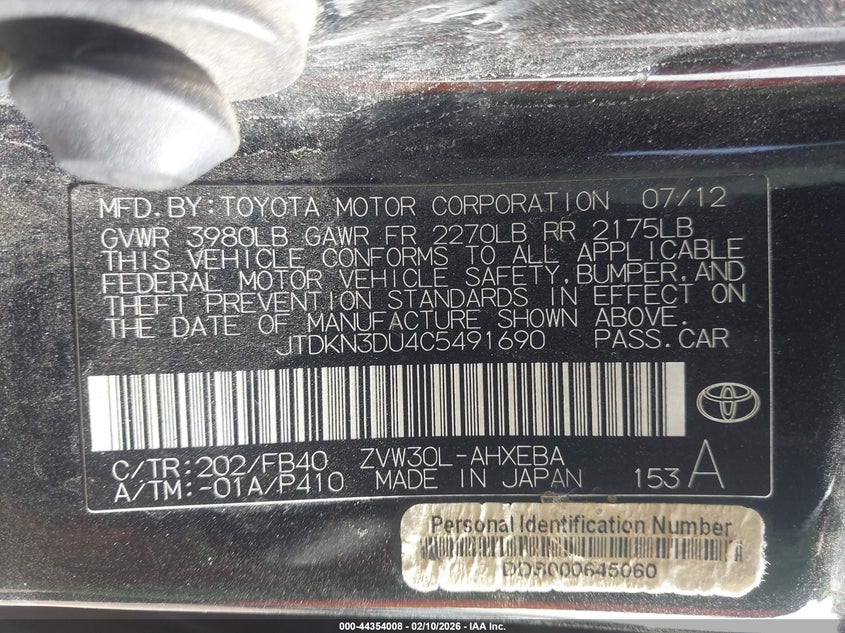 MFD. BY: TOYOTA MOTOR CORPORATION 07/12
GVWR 3980LB GAWR FR 2270LB RR 2175LB
THIS VEHICLE CONFORMS TO ALL APPLICABLE
FEDERAL MOTOR VEHICLE SAFETY, BUMPER, AND
THEFT PREVENTION STANDARDS IN EFFECT ON
THE DATE OF MANUFACTURE SHOWN ABOVE.
JTDKN3DU4C5491690 PASS. CAR
C/TR: 202/FB40 ZVW30L-AHXEBA
A/TM: -01A/P410 MADE IN JAPAN 153 A
Personal Identification Number
000-44354008 - 02/10/2026 - IAA Inc.